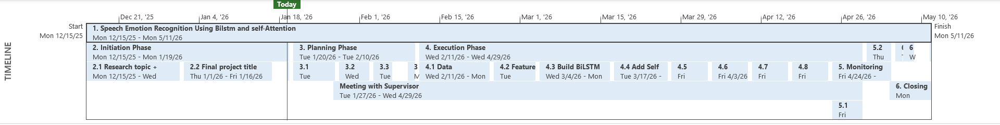 Today
Dec 21, '25
Jan 4, '26
Jan 18, '26
Feb 1, '26
Feb 15, '26
Mar 1, '26
Mar 15, '26
Mar 29, '26
Apr 12, '26
Apr 26, '26
May 10, '26
TIMELINE
Start
Mon 12/15/25
Finish
Mon 5/11/26
1. Speech Emotion Recognition Using Bilstm and self-Attention
Mon 12/15/25 - Mon 5/11/26
2. Initiation Phase
Mon 12/15/25 - Mon 1/19/26
3. Planning Phase
Tue 1/20/26 - Tue 2/10/26
4. Execution Phase
Wed 2/11/26 - Wed 4/29/26
5.2
Thu
6
W
2.1 Research topic +
Mon 12/15/25 - Wed
2.2 Final project title
Thu 1/1/26 - Fri 1/16/26
3.1
Tue
3.2
Wed
3.3
Tue
3
M
4.1 Data
Wed 2/11/26 - Mon
4.2 Feature
Tue
4.3 Build BiLSTM
Wed 3/4/26 - Mon
4.4 Add Self
Tue 3/17/26 -
4.5
Fri
4.6
Fri 4/3/26
4.7
Fri
4.8
Fri
5. Monitoring
Fri 4/24/26 -
Meeting with Supervisor
Tue 1/27/26 - Wed 4/29/26
6. Closing
Mon
5.1
Fri